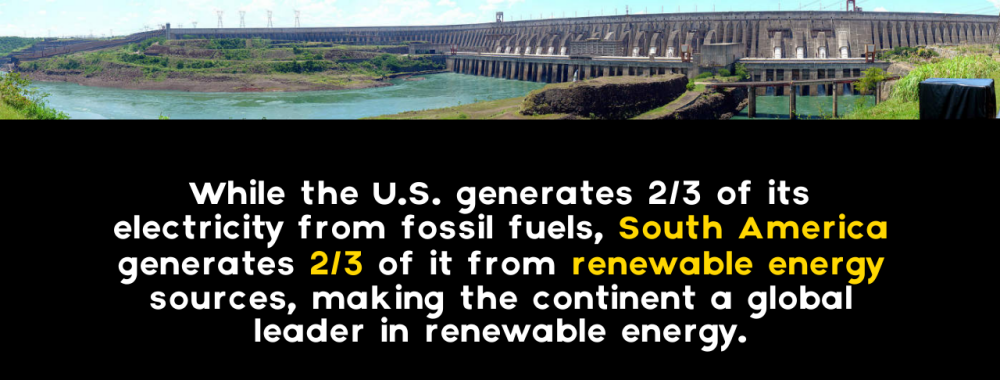 While the U.S. generates 2/3 of its
electricity from fossil fuels, South America
generates 2/3 of it from renewable energy
sources, making the continent a global
leader in renewable energy.